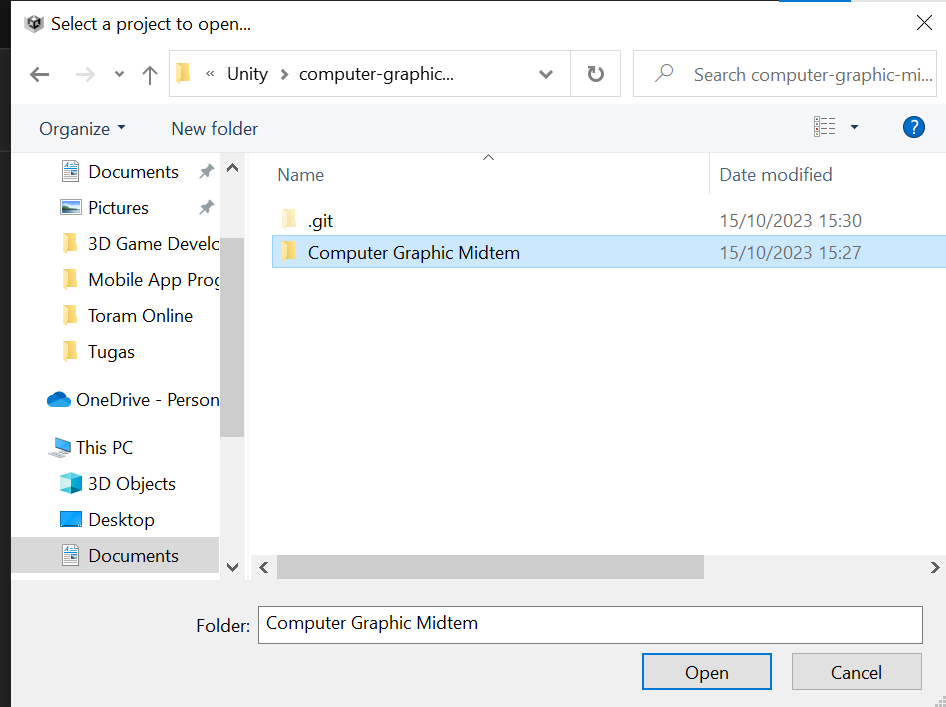 Select a project to open...
« Unity > computer-graphic...
Search computer-graphic-mi...
Organize
New folder
?
Documents
Pictures
3D Game Develo
Mobile App Prog
Toram Online
Tugas
OneDrive - Person
This PC
3D Objects
Desktop
Documents
Name Date modified
.git 15/10/2023 15:30
Computer Graphic Midtem 15/10/2023 15:27
Folder: Computer Graphic Midtem
Open
Cancel